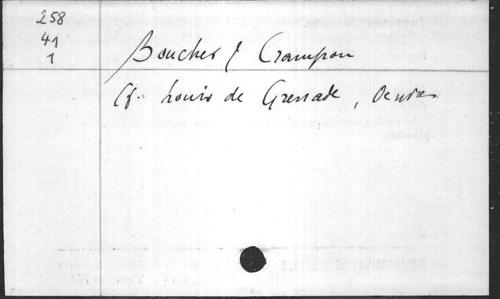 258
41
1
Boucher & Crampon
Cf. Louis de Grenade, Oeuvres